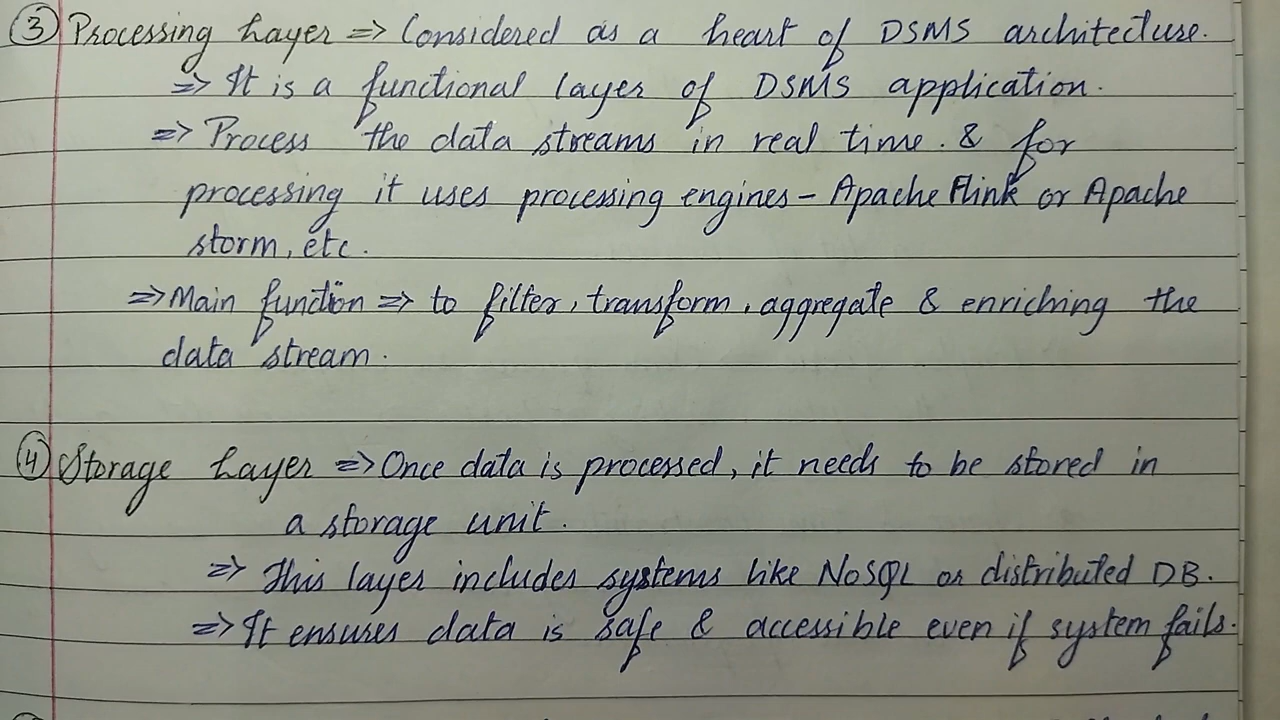 ③ Processing Layer => Considered as a heart of DSMS architecture.
=> It is a functional layer of DSMS application.
=> Process the data streams in real time. & for
processing it uses processing engines - Apache Flink or Apache
storm, etc.
=> Main function => to filter, transform, aggregate & enriching the
data stream.
④ Storage Layer => Once data is processed, it needs to be stored in
a storage unit.
=> This layer includes systems like NoSQL or distributed DB.
=> It ensures data is safe & accessible even if system fails.